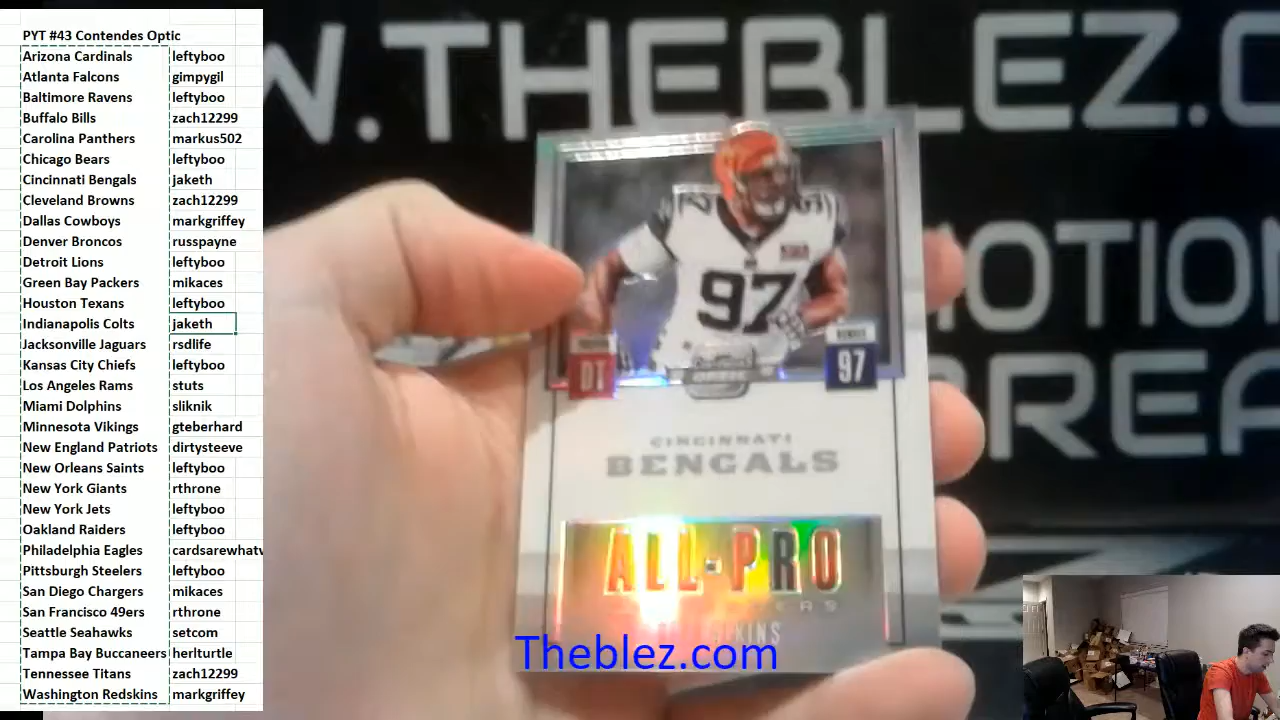 PYT #43 Contendes Optic
Arizona Cardinals leftyboo
Atlanta Falcons gimpygil
Baltimore Ravens leftyboo
Buffalo Bills zach12299
Carolina Panthers markus502
Chicago Bears leftyboo
Cincinnati Bengals jaketh
Cleveland Browns zach12299
Dallas Cowboys markgriffey
Denver Broncos russpayne
Detroit Lions leftyboo
Green Bay Packers mikaces
Houston Texans leftyboo
Indianapolis Colts jaketh
Jacksonville Jaguars rsdlife
Kansas City Chiefs leftyboo
Los Angeles Rams stuts
Miami Dolphins sliknik
Minnesota Vikings gteberhard
New England Patriots dirtysteeve
New Orleans Saints leftyboo
New York Giants rthrone
New York Jets leftyboo
Oakland Raiders leftyboo
Philadelphia Eagles cardsarewhatv
Pittsburgh Steelers leftyboo
San Diego Chargers mikaces
San Francisco 49ers rthrone
Seattle Seahawks setcom
Tampa Bay Buccaneers herlturtle
Tennessee Titans zach12299
Washington Redskins markgriffey
W.THEBLEZ.C
OTION
REA
97
DT
97
CINCINNATI
BENGALS
ALL-PRO
Theblez.com